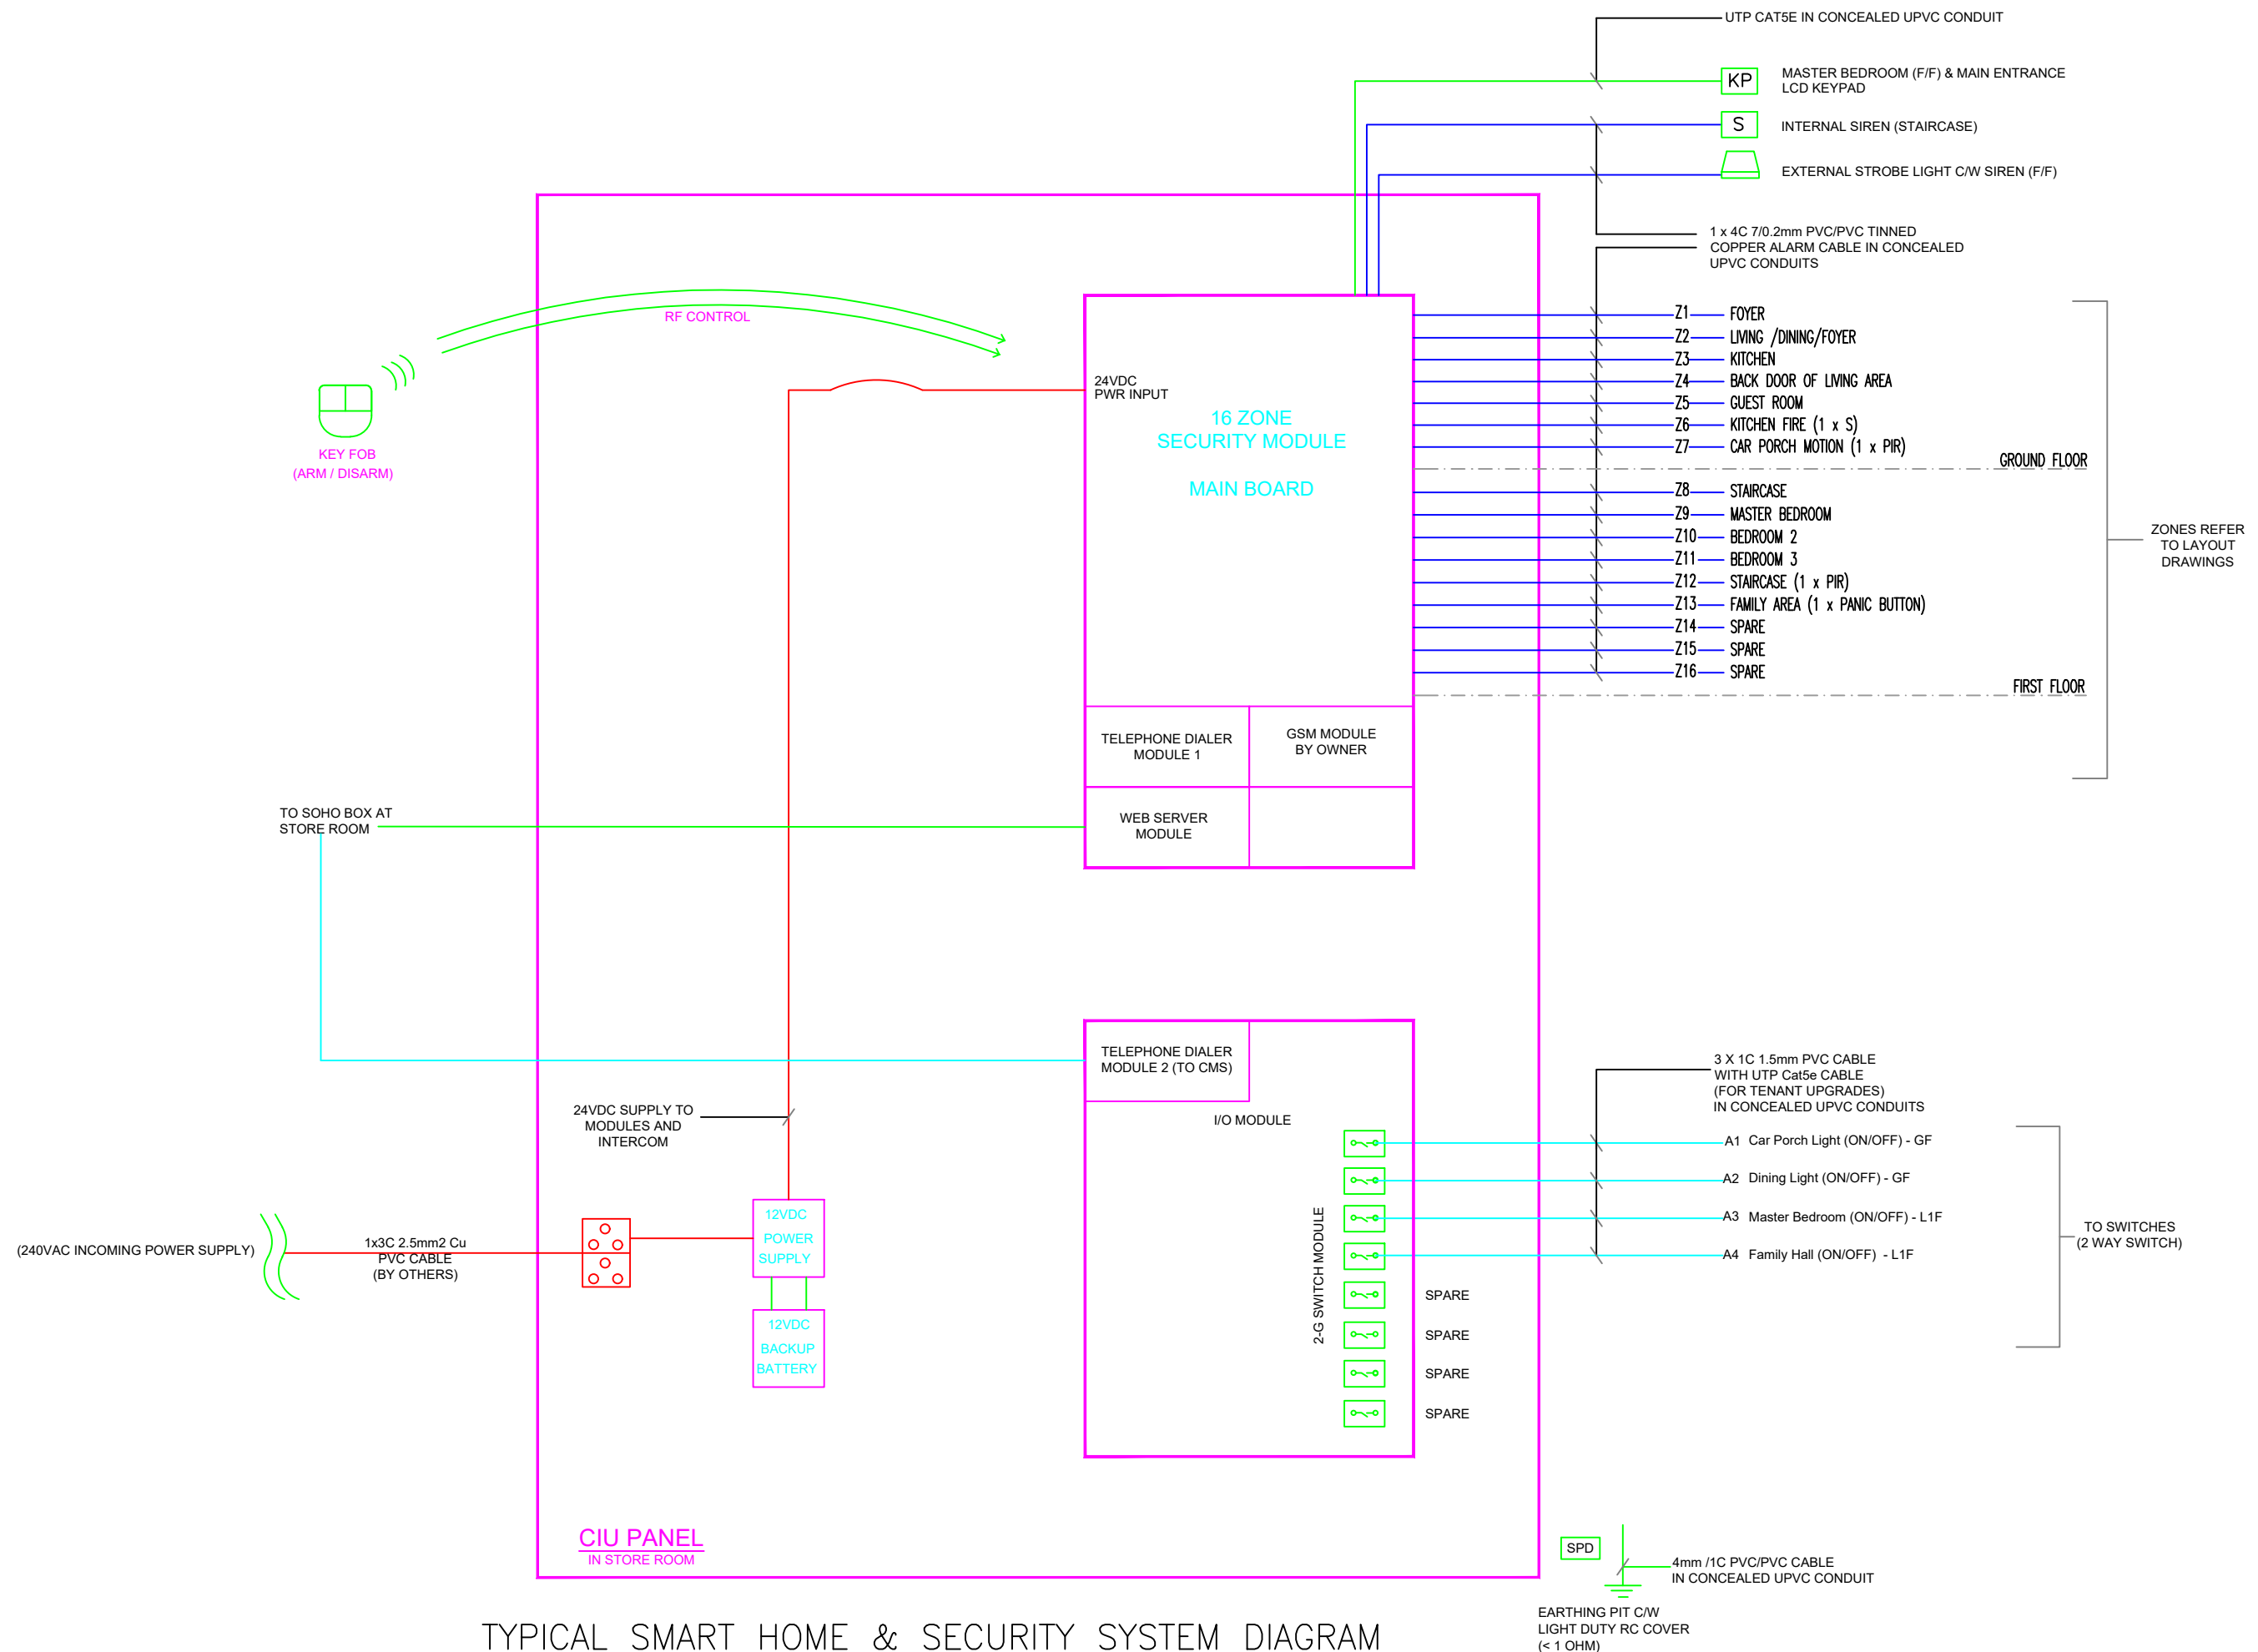 UTP CAT5E IN CONCEALED UPVC CONDUIT
KP
MASTER BEDROOM (F/F) & MAIN ENTRANCE
LCD KEYPAD
S
INTERNAL SIREN (STAIRCASE)
EXTERNAL STROBE LIGHT C/W SIREN (F/F)
1 x 4C 7/0.2mm PVC/PVC TINNED
COPPER ALARM CABLE IN CONCEALED
UPVC CONDUITS
RF CONTROL
KEY FOB
(ARM / DISARM)
24VDC
PWR INPUT
16 ZONE
SECURITY MODULE
MAIN BOARD
Z1 FOYER
Z2 LIVING /DINING/FOYER
Z3 KITCHEN
Z4 BACK DOOR OF LIVING AREA
Z5 GUEST ROOM
Z6 KITCHEN FIRE (1 x S)
Z7 CAR PORCH MOTION (1 x PIR)
GROUND FLOOR
Z8 STAIRCASE
Z9 MASTER BEDROOM
Z10 BEDROOM 2
Z11 BEDROOM 3
Z12 STAIRCASE (1 x PIR)
Z13 FAMILY AREA (1 x PANIC BUTTON)
Z14 SPARE
Z15 SPARE
Z16 SPARE
FIRST FLOOR
ZONES REFER
TO LAYOUT
DRAWINGS
TELEPHONE DIALER
MODULE 1
GSM MODULE
BY OWNER
WEB SERVER
MODULE
TO SOHO BOX AT
STORE ROOM
TELEPHONE DIALER
MODULE 2 (TO CMS)
I/O MODULE
2-G SWITCH MODULE
3 X 1C 1.5mm PVC CABLE
WITH UTP Cat5e CABLE
(FOR TENANT UPGRADES)
IN CONCEALED UPVC CONDUITS
A1 Car Porch Light (ON/OFF) - GF
A2 Dining Light (ON/OFF) - GF
A3 Master Bedroom (ON/OFF) - L1F
A4 Family Hall (ON/OFF) - L1F
SPARE
SPARE
SPARE
SPARE
TO SWITCHES
(2 WAY SWITCH)
24VDC SUPPLY TO
MODULES AND
INTERCOM
(240VAC INCOMING POWER SUPPLY)
1x3C 2.5mm2 Cu
PVC CABLE
(BY OTHERS)
12VDC
POWER
SUPPLY
12VDC
BACKUP
BATTERY
CIU PANEL
IN STORE ROOM
SPD
4mm /1C PVC/PVC CABLE
IN CONCEALED UPVC CONDUIT
EARTHING PIT C/W
LIGHT DUTY RC COVER
(< 1 OHM)
TYPICAL SMART HOME & SECURITY SYSTEM DIAGRAM